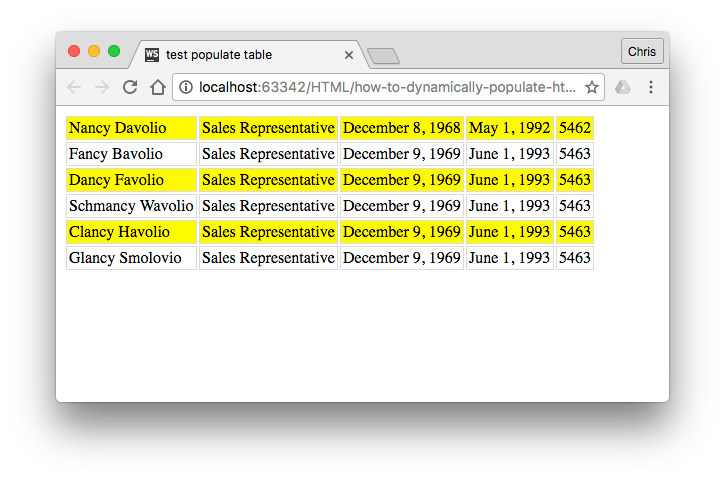 WS test populate table Chris
localhost:63342/HTML/how-to-dynamically-populate-ht...
Nancy Davolio Sales Representative December 8, 1968 May 1, 1992 5462
Fancy Bavolio Sales Representative December 9, 1969 June 1, 1993 5463
Dancy Favolio Sales Representative December 9, 1969 June 1, 1993 5463
Schmancy Wavolio Sales Representative December 9, 1969 June 1, 1993 5463
Clancy Havolio Sales Representative December 9, 1969 June 1, 1993 5463
Glancy Smolovio Sales Representative December 9, 1969 June 1, 1993 5463